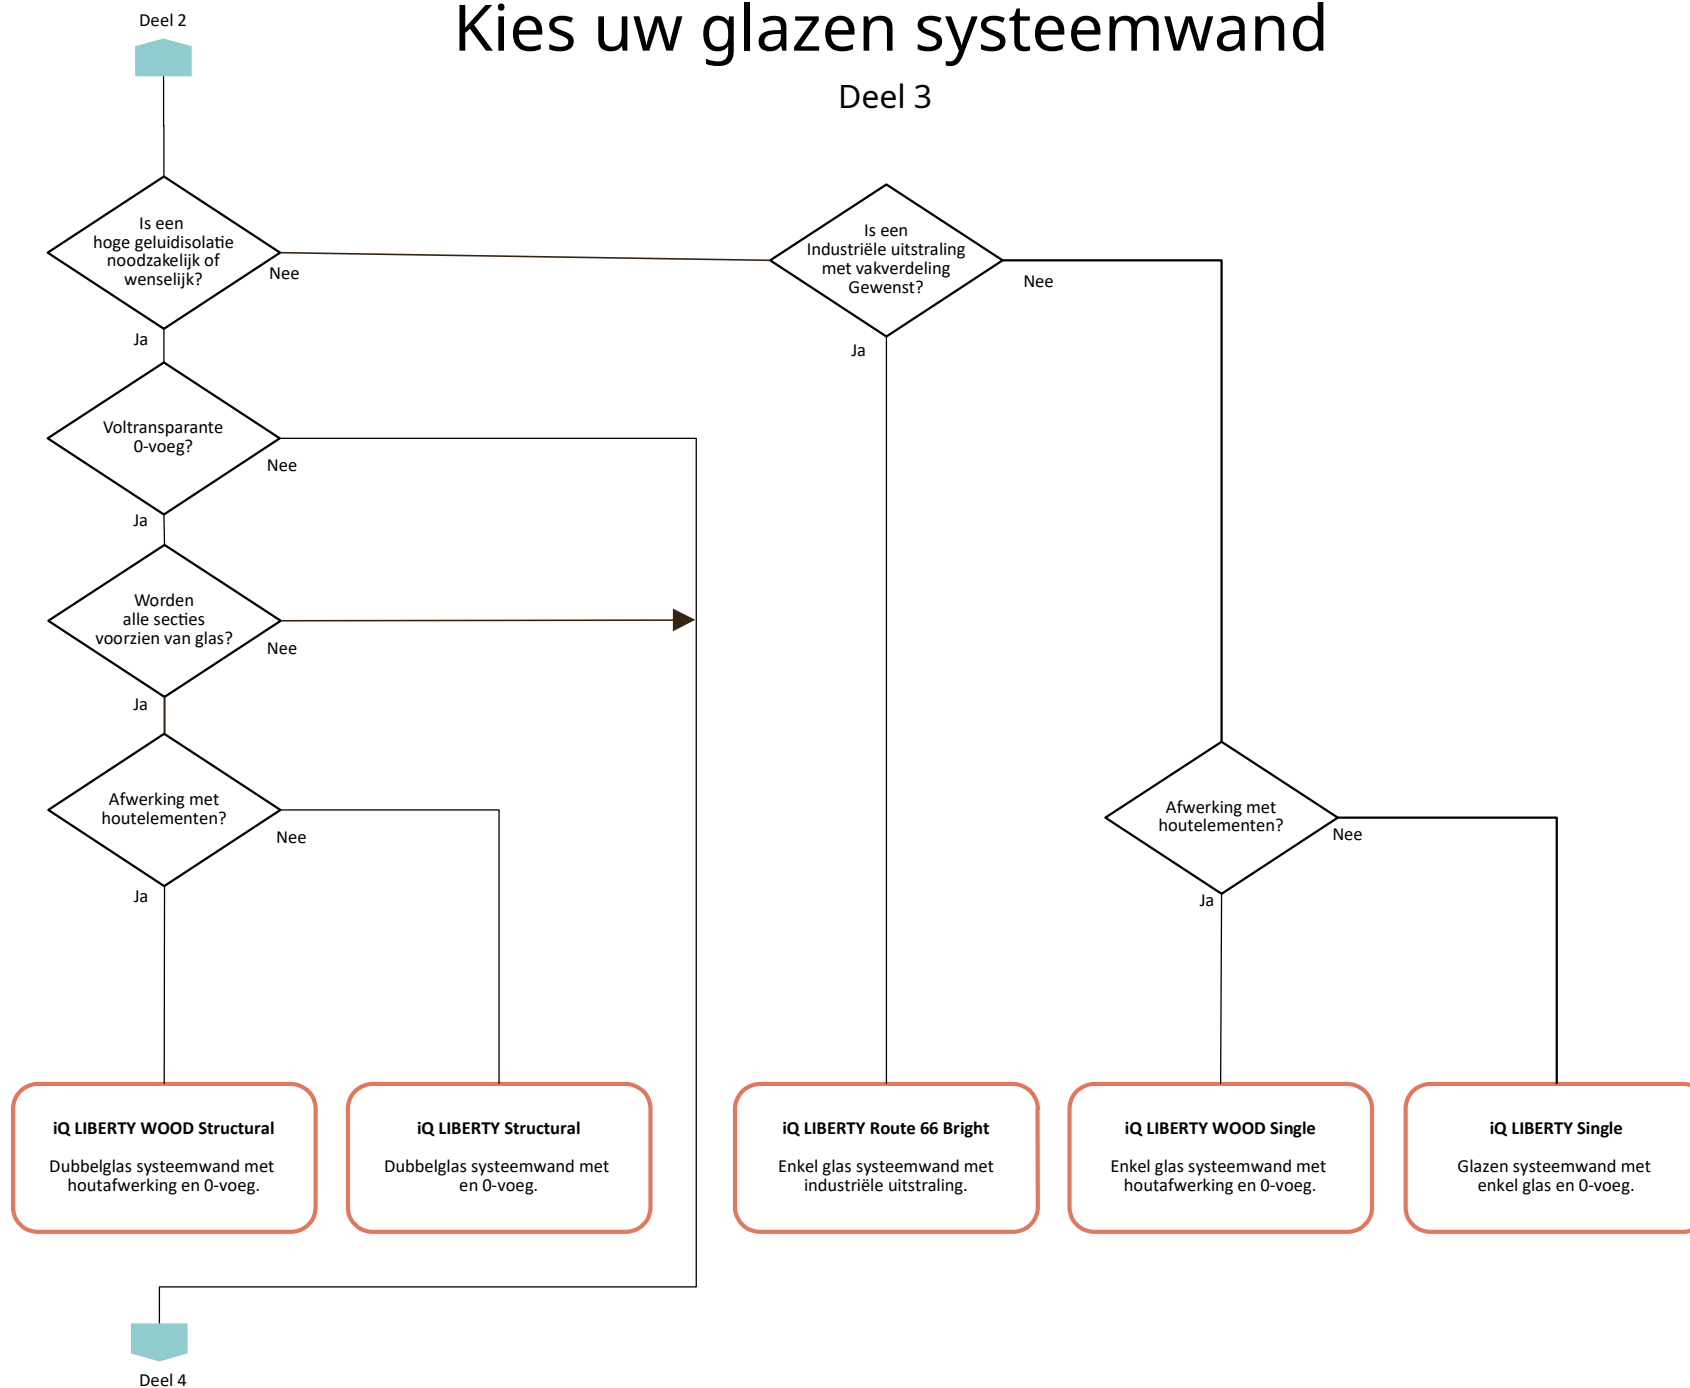 Deel 2
Kies uw glazen systeemwand
Deel 3
Is een
hoge geluidisolatie
noodzakelijk of
wenselijk?
Nee
Ja
Is een
Industriële uitstraling
met vakverdeling
Gewenst?
Nee
Ja
Voltransparante
0-voeg?
Nee
Ja
Worden
alle secties
voorzien van glas?
Nee
Ja
Afwerking met
houtelementen?
Nee
Ja
Afwerking met
houtelementen?
Nee
Ja
iQ LIBERTY WOOD Structural
Dubbelglas systeemwand met
houtafwerking en 0-voeg.
iQ LIBERTY Structural
Dubbelglas systeemwand met
en 0-voeg.
iQ LIBERTY Route 66 Bright
Enkel glas systeemwand met
industriële uitstraling.
iQ LIBERTY WOOD Single
Enkel glas systeemwand met
houtafwerking en 0-voeg.
iQ LIBERTY Single
Glazen systeemwand met
enkel glas en 0-voeg.
Deel 4